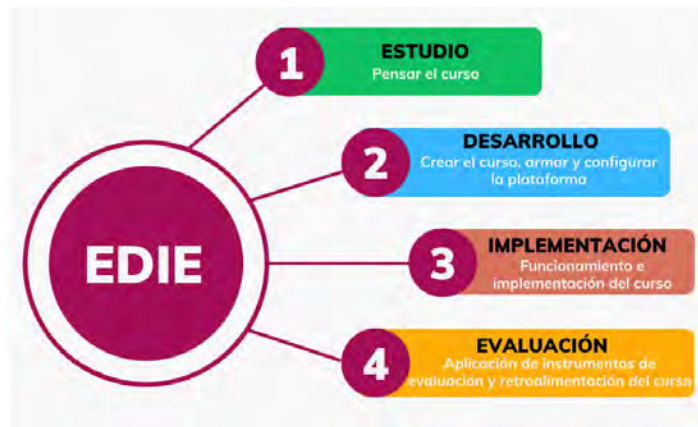 EDIE
1
ESTUDIO
Pensar el curso
2
DESARROLLO
Crear el curso, armar y configurar
la plataforma
3
IMPLEMENTACIÓN
Funcionamiento e
implementación del curso
4
EVALUACIÓN
Aplicación de instrumentos de
evaluación y retroalimentación del curso